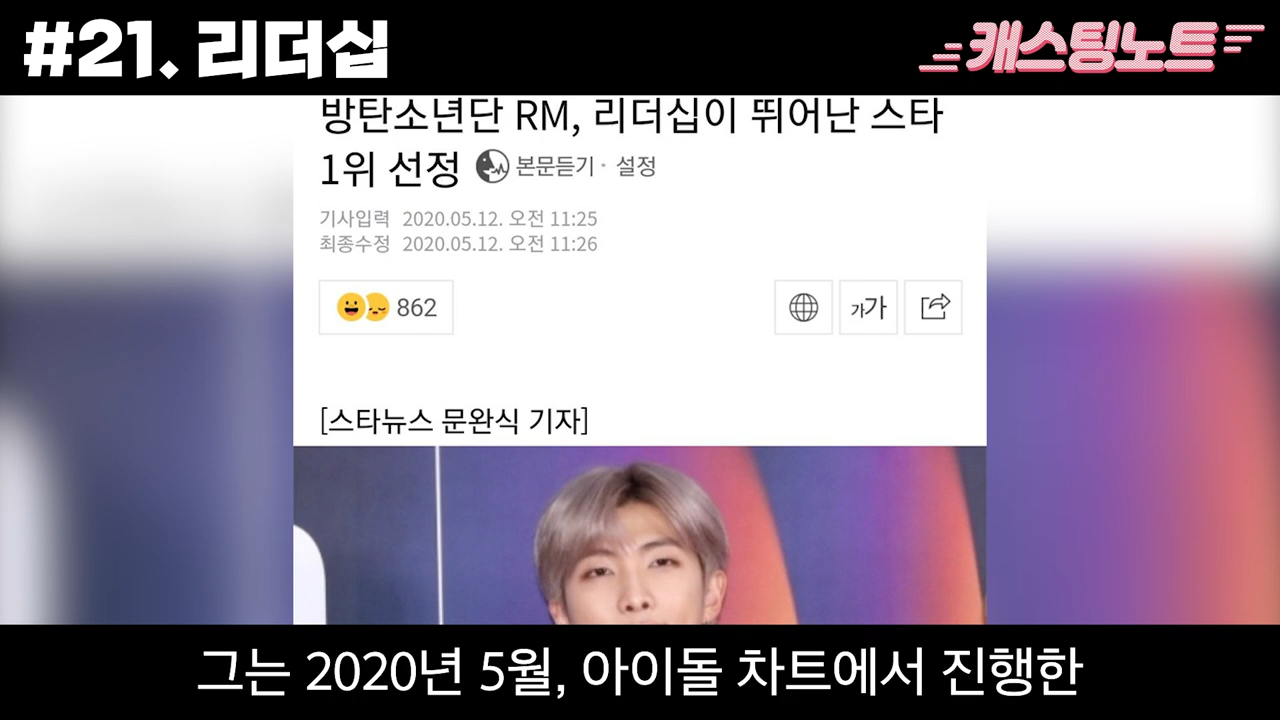 #21. 리더십
캐스팅노트
방탄소년단 RM, 리더십이 뛰어난 스타
1위 선정 본문듣기 · 설정
기사입력 2020.05.12. 오전 11:25
최종수정 2020.05.12. 오전 11:26
862
가가
[스타뉴스 문완식 기자]
그는 2020년 5월, 아이돌 차트에서 진행한